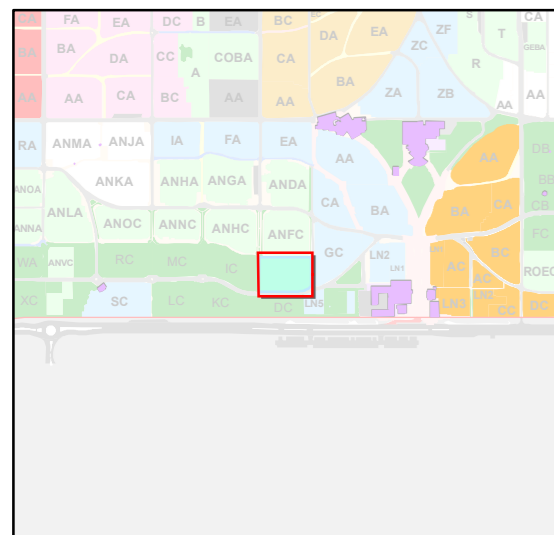 CA FA EA DC B EA BC EC EA ZF S CA
BA DA CC COBA DA ZC T GEBA
A CA BA R
AA AA CA BC AA AA ZA ZB AA AA
RA ANMA ANJA IA FA EA AA DB
ANOA ANKA ANHA ANGA ANDA AA BB
ANLA CA BA BA CA CB
ANNA ANOC ANNC ANHC ANFC FC
WA ANVC RC MC IC GC LN2 LN1 BC
AC AC ROEC
XC SC LC KC DC LN5 LN3 LN2 CC DC